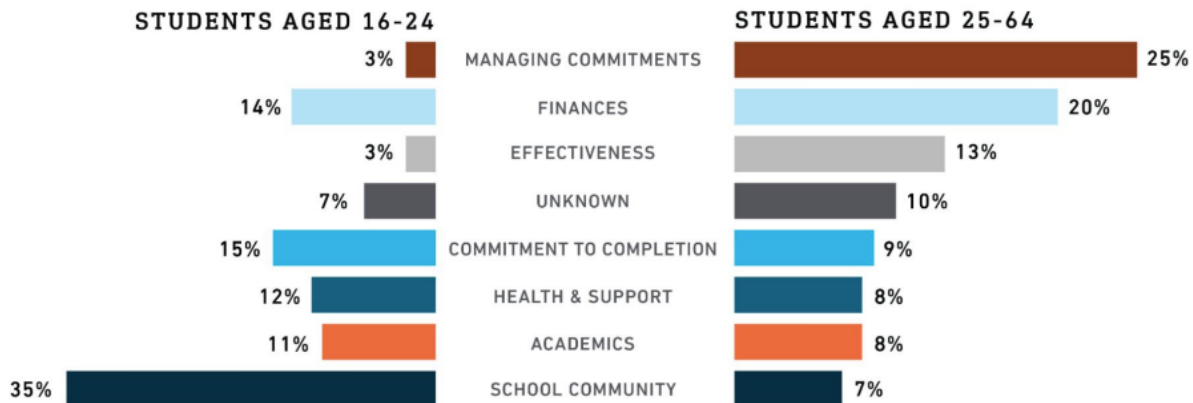 STUDENTS AGED 16-24 STUDENTS AGED 25-64
3% MANAGING COMMITMENTS 25%
14% FINANCES 20%
3% EFFECTIVENESS 13%
7% UNKNOWN 10%
15% COMMITMENT TO COMPLETION 9%
12% HEALTH & SUPPORT 8%
11% ACADEMICS 8%
35% SCHOOL COMMUNITY 7%